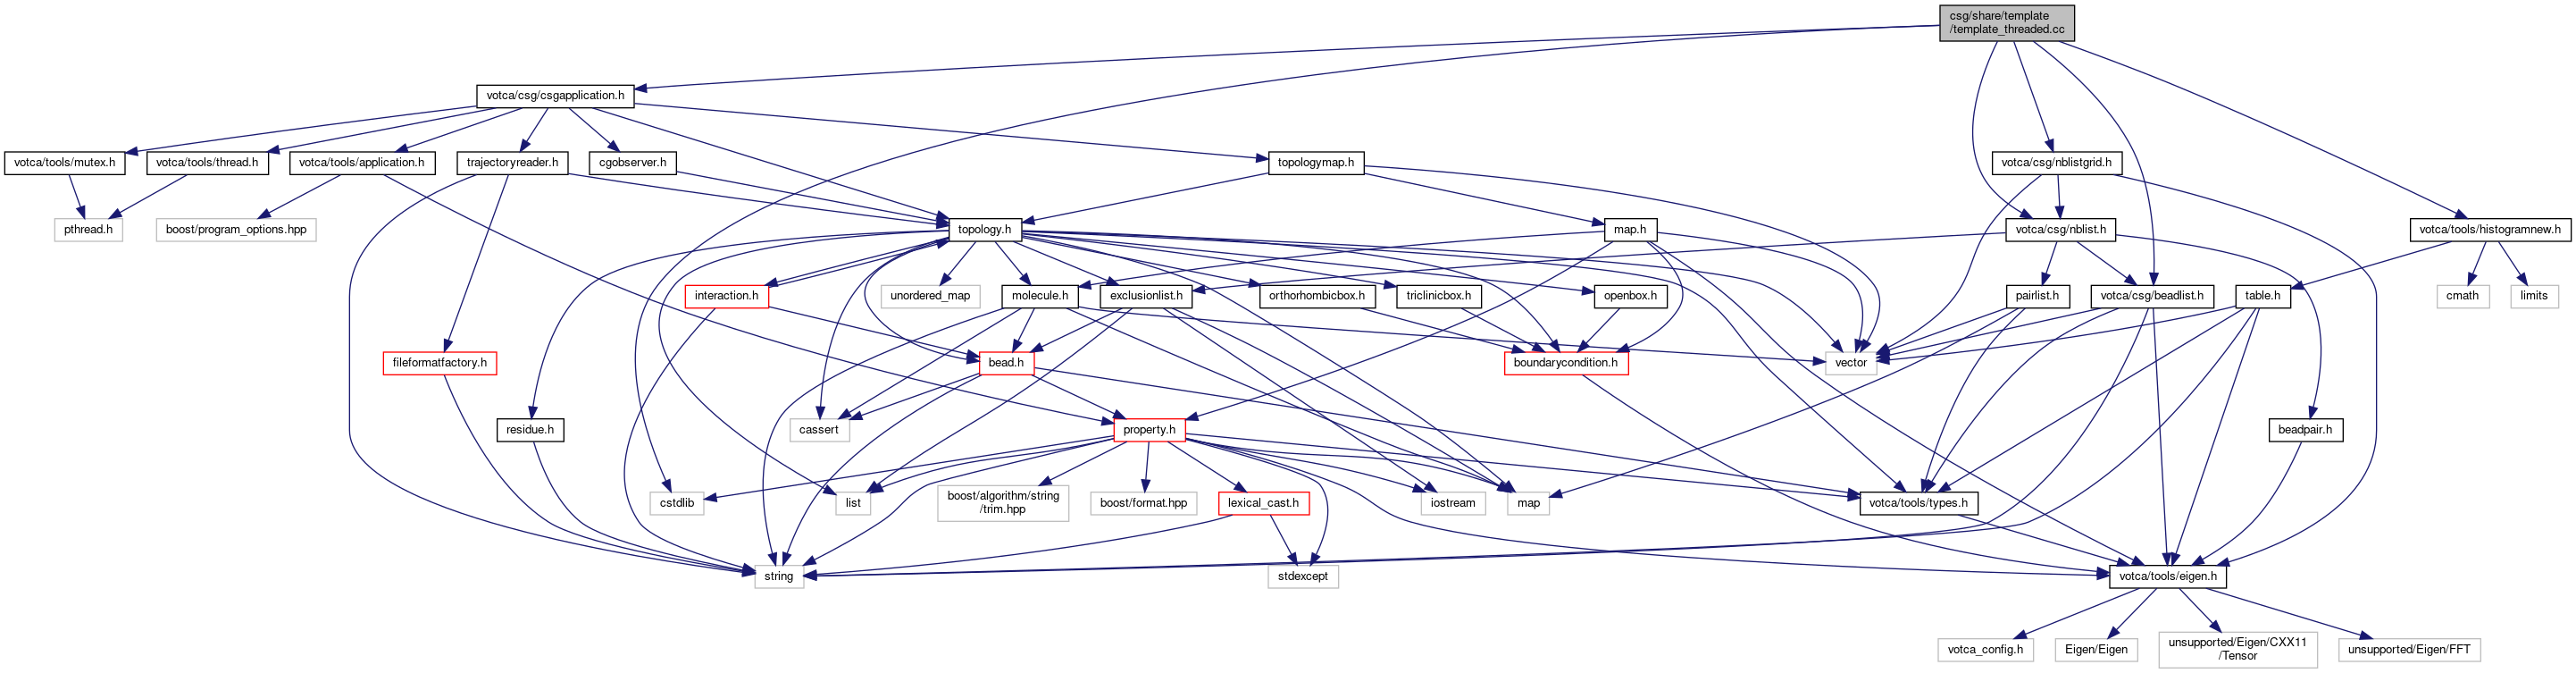 csg/share/template
/template_threaded.cc
votca/csg/csgapplication.h
votca/tools/mutex.h
votca/tools/thread.h
votca/tools/application.h
trajectoryreader.h
cgobserver.h
topologymap.h
votca/csg/nblistgrid.h
pthread.h
boost/program_options.hpp
topology.h
map.h
votca/csg/nblist.h
votca/tools/histogramnew.h
interaction.h
unordered_map
molecule.h
exclusionlist.h
orthorhombicbox.h
triclinicbox.h
openbox.h
pairlist.h
votca/csg/beadlist.h
table.h
cmath
limits
fileformatfactory.h
bead.h
boundarycondition.h
vector
residue.h
cassert
property.h
beadpair.h
cstdlib
list
boost/algorithm/string
/trim.hpp
boost/format.hpp
lexical_cast.h
iostream
map
votca/tools/types.h
string
stdexcept
votca/tools/eigen.h
votca_config.h
Eigen/Eigen
unsupported/Eigen/CXX11
/Tensor
unsupported/Eigen/FFT